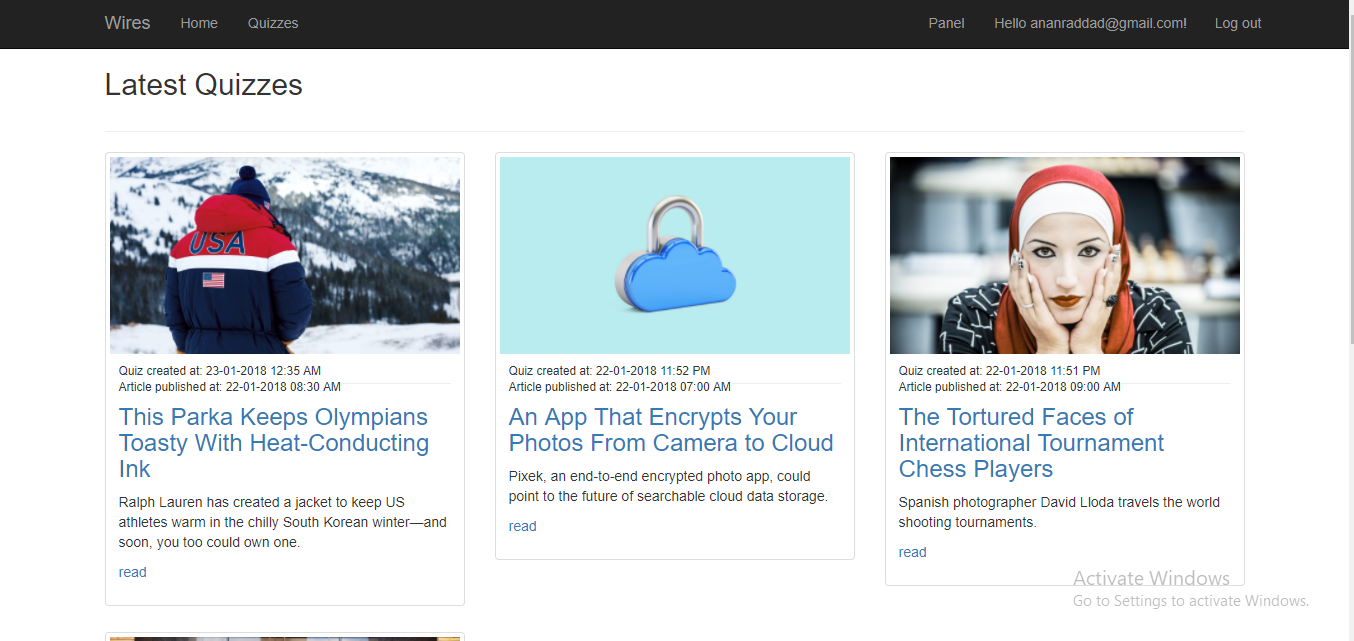 Wires Home Quizzes Panel Hello ananraddad@gmail.com! Log out
Latest Quizzes
USA
Quiz created at: 23-01-2018 12:35 AM
Article published at: 22-01-2018 08:30 AM
This Parka Keeps Olympians
Toasty With Heat-Conducting
Ink
Ralph Lauren has created a jacket to keep US
athletes warm in the chilly South Korean winter—and
soon, you too could own one.
read
Quiz created at: 22-01-2018 11:52 PM
Article published at: 22-01-2018 07:00 AM
An App That Encrypts Your
Photos From Camera to Cloud
Pixek, an end-to-end encrypted photo app, could
point to the future of searchable cloud data storage.
read
Quiz created at: 22-01-2018 11:51 PM
Article published at: 22-01-2018 09:00 AM
The Tortured Faces of
International Tournament
Chess Players
Spanish photographer David Lloda travels the world
shooting tournaments.
read
Activate Windows
Go to Settings to activate Windows.